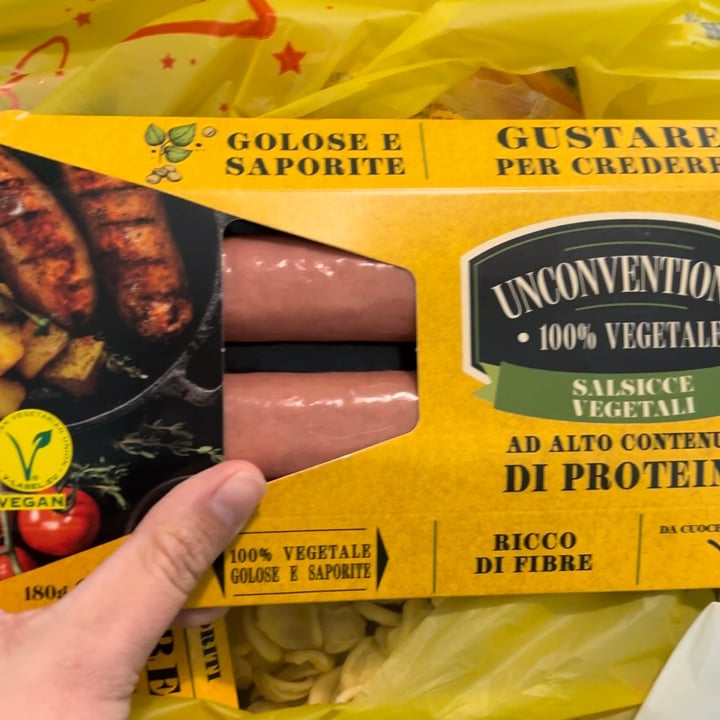 GOLOSE E
SAPORITE
GUSTARE
PER CREDERE
UNCONVENTION
• 100% VEGETALE
SALSICCE
VEGETALI
AD ALTO CONTENU
DI PROTEIN
VEGAN
180g
100% VEGETALE
GOLOSE E SAPORITE
RICCO
DI FIBRE
DA CUOCE